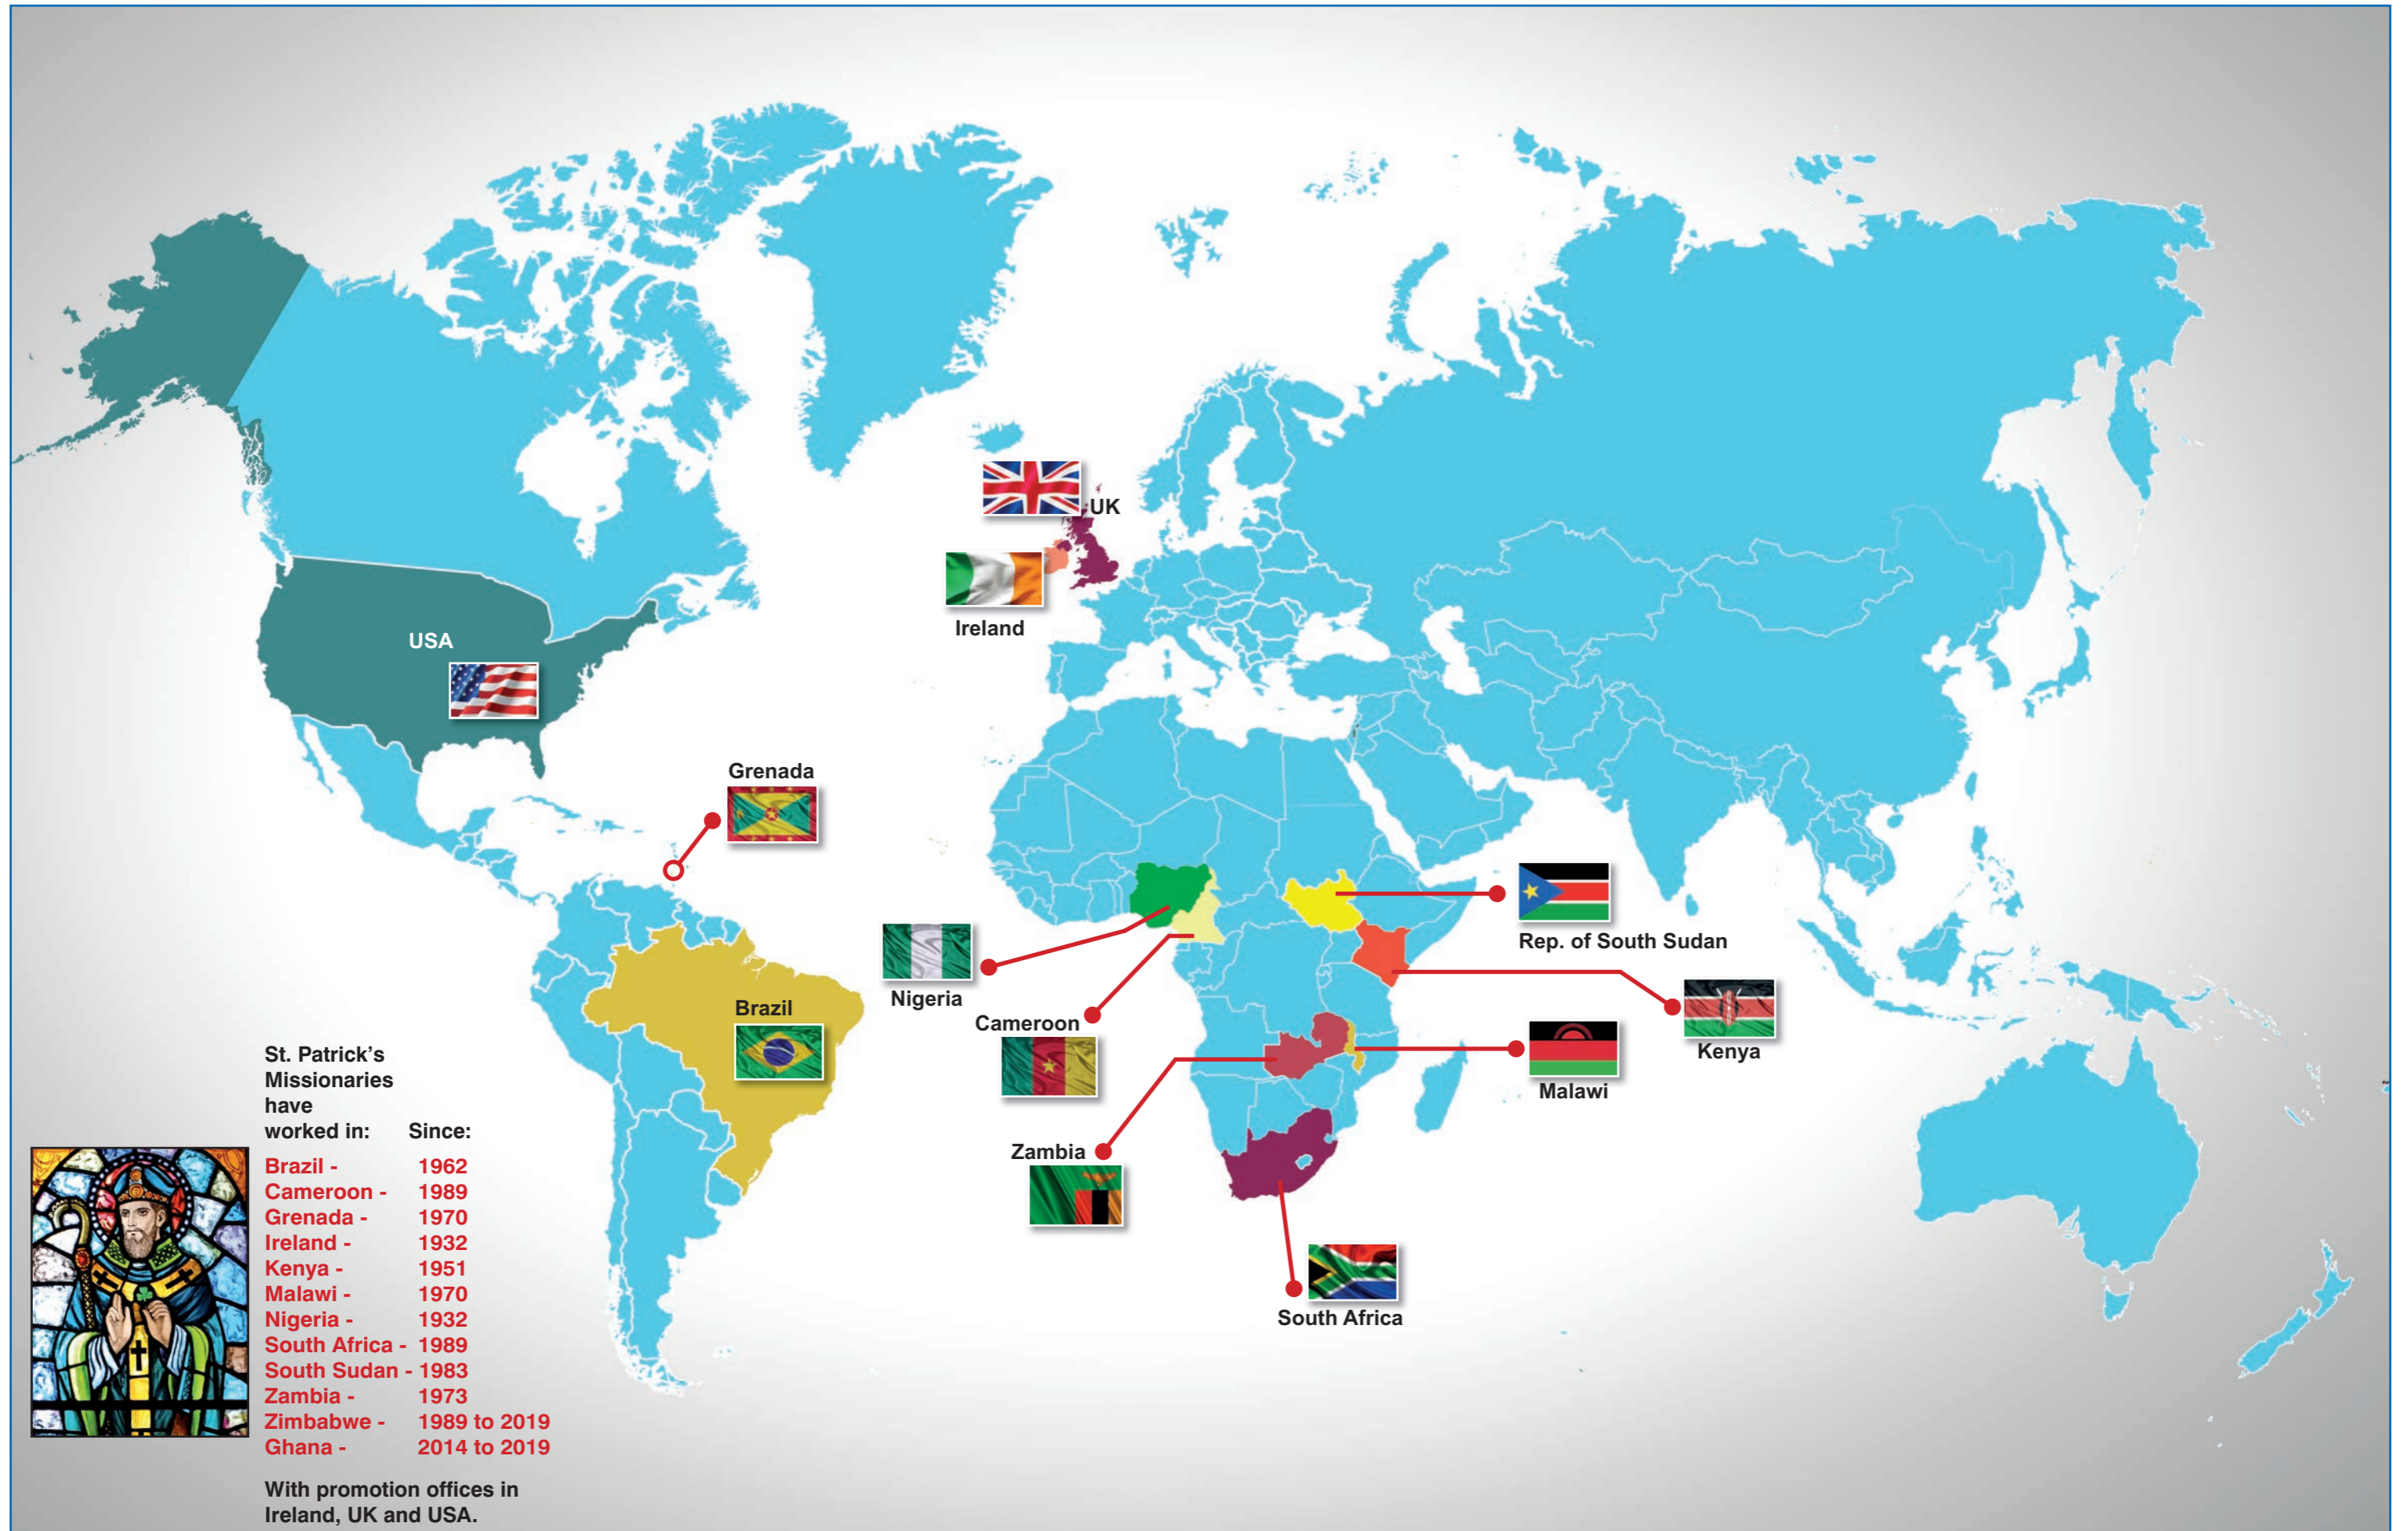 UK
Ireland
USA
Grenada
Rep. of South Sudan
Nigeria
Brazil
Cameroon
Kenya
Malawi
Zambia
South Africa
St. Patrick's
Missionaries
have
worked in: Since:
Brazil - 1962
Cameroon - 1989
Grenada - 1970
Ireland - 1932
Kenya - 1951
Malawi - 1970
Nigeria - 1932
South Africa - 1989
South Sudan - 1983
Zambia - 1973
Zimbabwe - 1989 to 2019
Ghana - 2014 to 2019
With promotion offices in
Ireland, UK and USA.